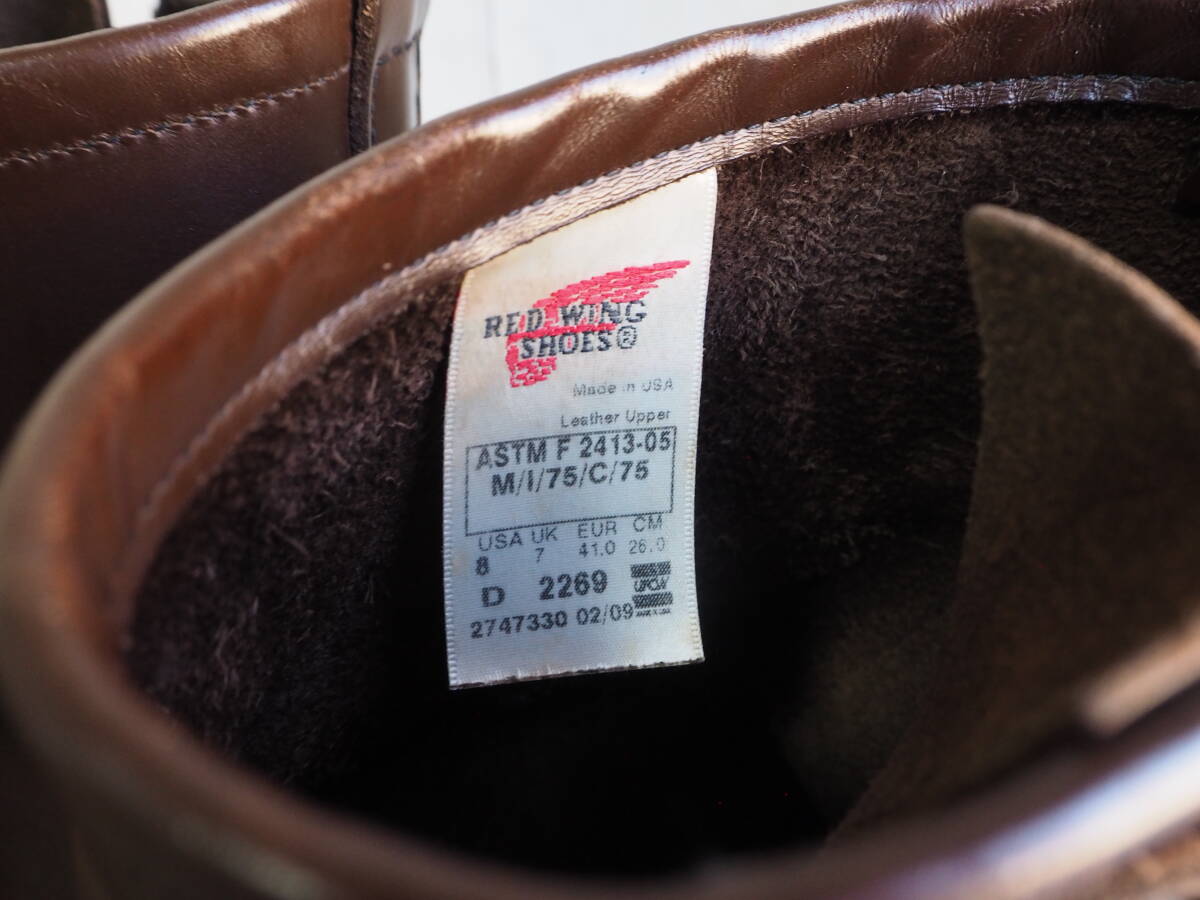 RED WING
SHOES®
Made in USA
Leather Upper
ASTM F 2413-05
M/I/75/C/75
USA UK EUR CM
8 7 41.0 26.0
D 2269
UFCW
2747330 02/09